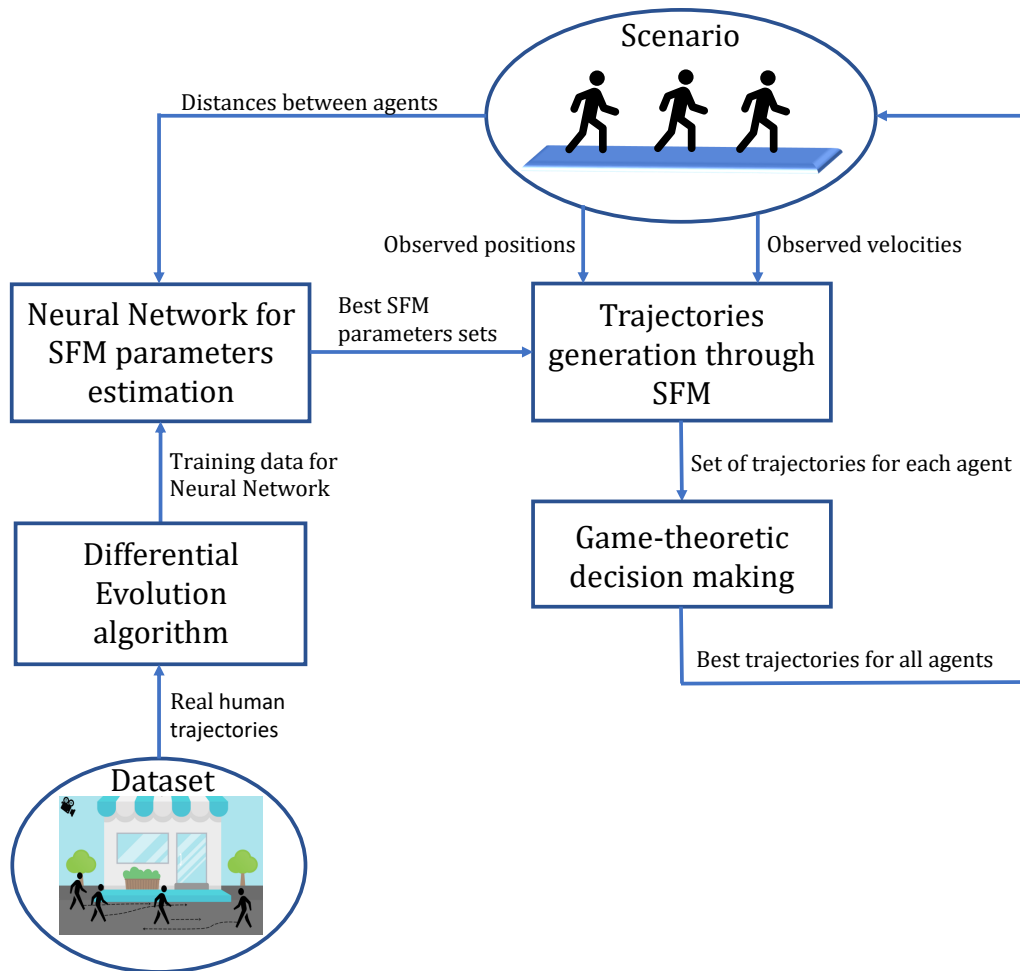 Scenario
Distances between agents
Observed positions
Observed velocities
Neural Network for
SFM parameters
estimation
Best SFM
parameters sets
Trajectories
generation through
SFM
Training data for
Neural Network
Set of trajectories for each agent
Differential
Evolution
algorithm
Game-theoretic
decision making
Best trajectories for all agents
Real human
trajectories
Dataset